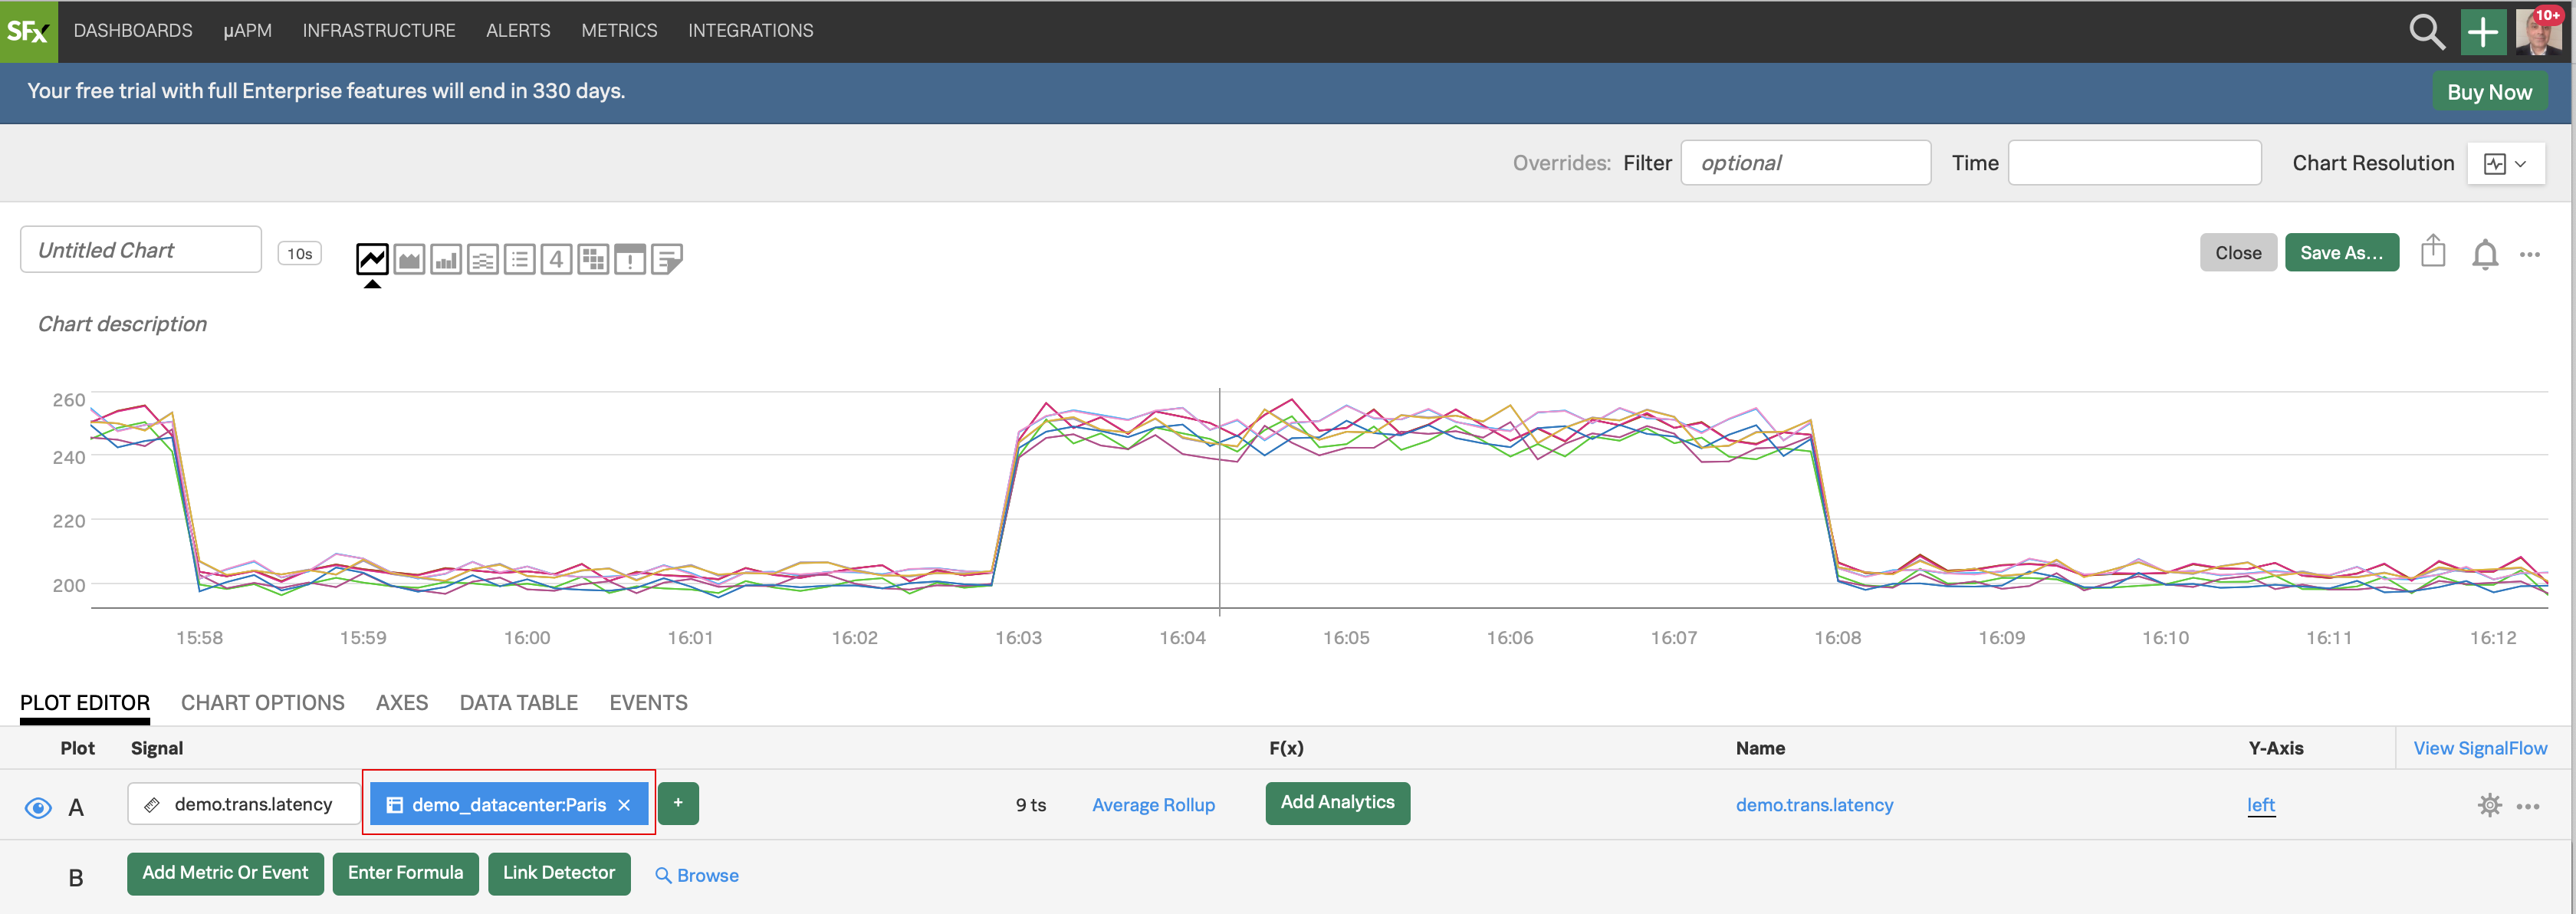 SFx DASHBOARDS µAPM INFRASTRUCTURE ALERTS METRICS INTEGRATIONS 10+
Your free trial with full Enterprise features will end in 330 days. Buy Now
Overrides: Filter optional Time Chart Resolution
Untitled Chart 10s 4 ! Close Save As... ...
Chart description
260
240
220
200
15:58 15:59 16:00 16:01 16:02 16:03 16:04 16:05 16:06 16:07 16:08 16:09 16:10 16:11 16:12
PLOT EDITOR CHART OPTIONS AXES DATA TABLE EVENTS
Plot Signal F(x) Name Y-Axis View SignalFlow
A demo.trans.latency demo_datacenter:Paris × + 9 ts Average Rollup Add Analytics demo.trans.latency left ...
B Add Metric Or Event Enter Formula Link Detector Browse